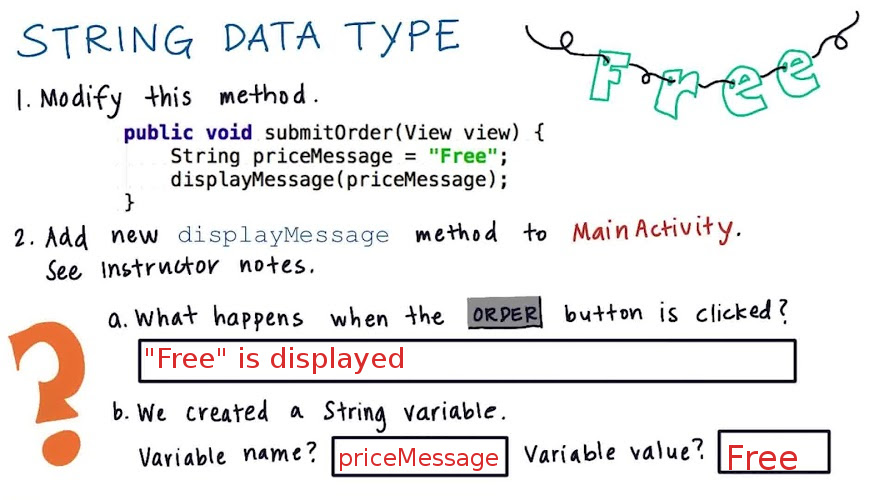 STRING DATA TYPE
Free
1. Modify this method.
public void submitOrder(View view) {
String priceMessage = "Free";
displayMessage(priceMessage);
}
2. Add new displayMessage method to MainActivity.
See Instructor notes.
a. What happens when the ORDER button is clicked?
"Free" is displayed
b. We created a String variable.
Variable name? priceMessage Variable value? Free